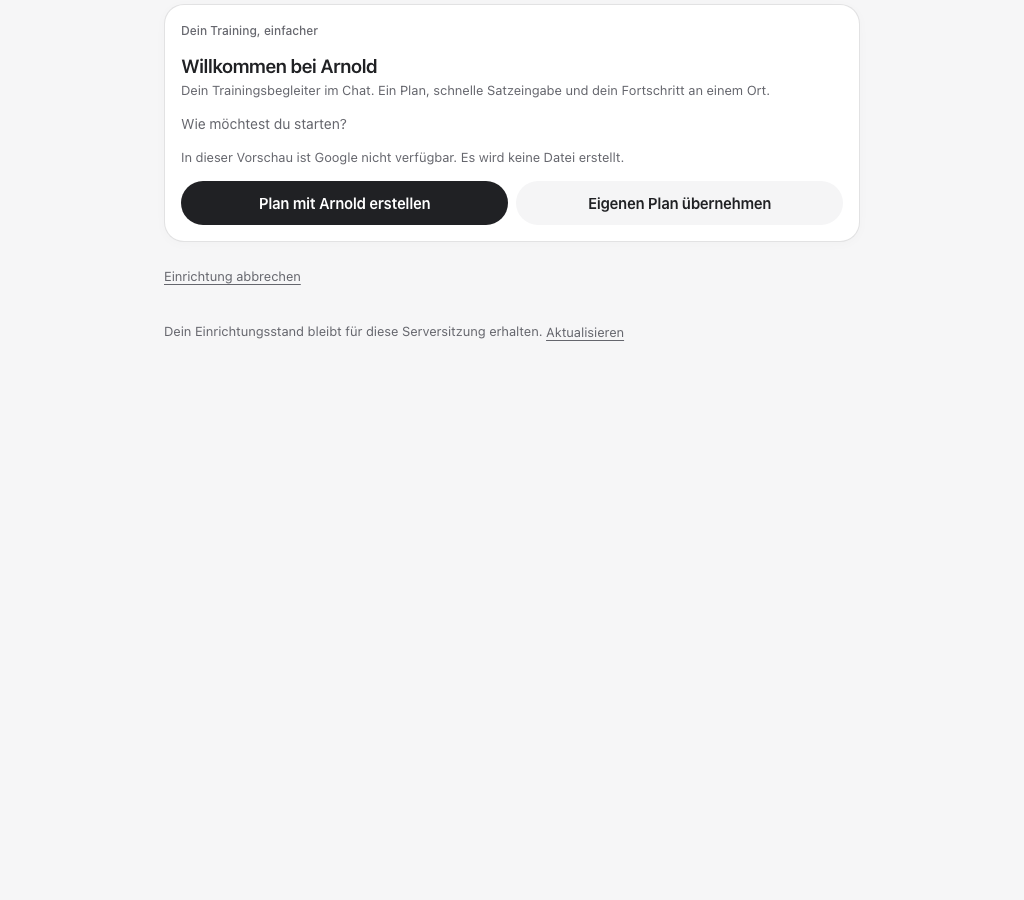 Dein Training, einfacher
Willkommen bei Arnold
Dein Trainingsbegleiter im Chat. Ein Plan, schnelle Satzeingabe und dein Fortschritt an einem Ort.
Wie möchtest du starten?
In dieser Vorschau ist Google nicht verfügbar. Es wird keine Datei erstellt.
Plan mit Arnold erstellen
Eigenen Plan übernehmen
Einrichtung abbrechen
Dein Einrichtungsstand bleibt für diese Serversitzung erhalten. Aktualisieren